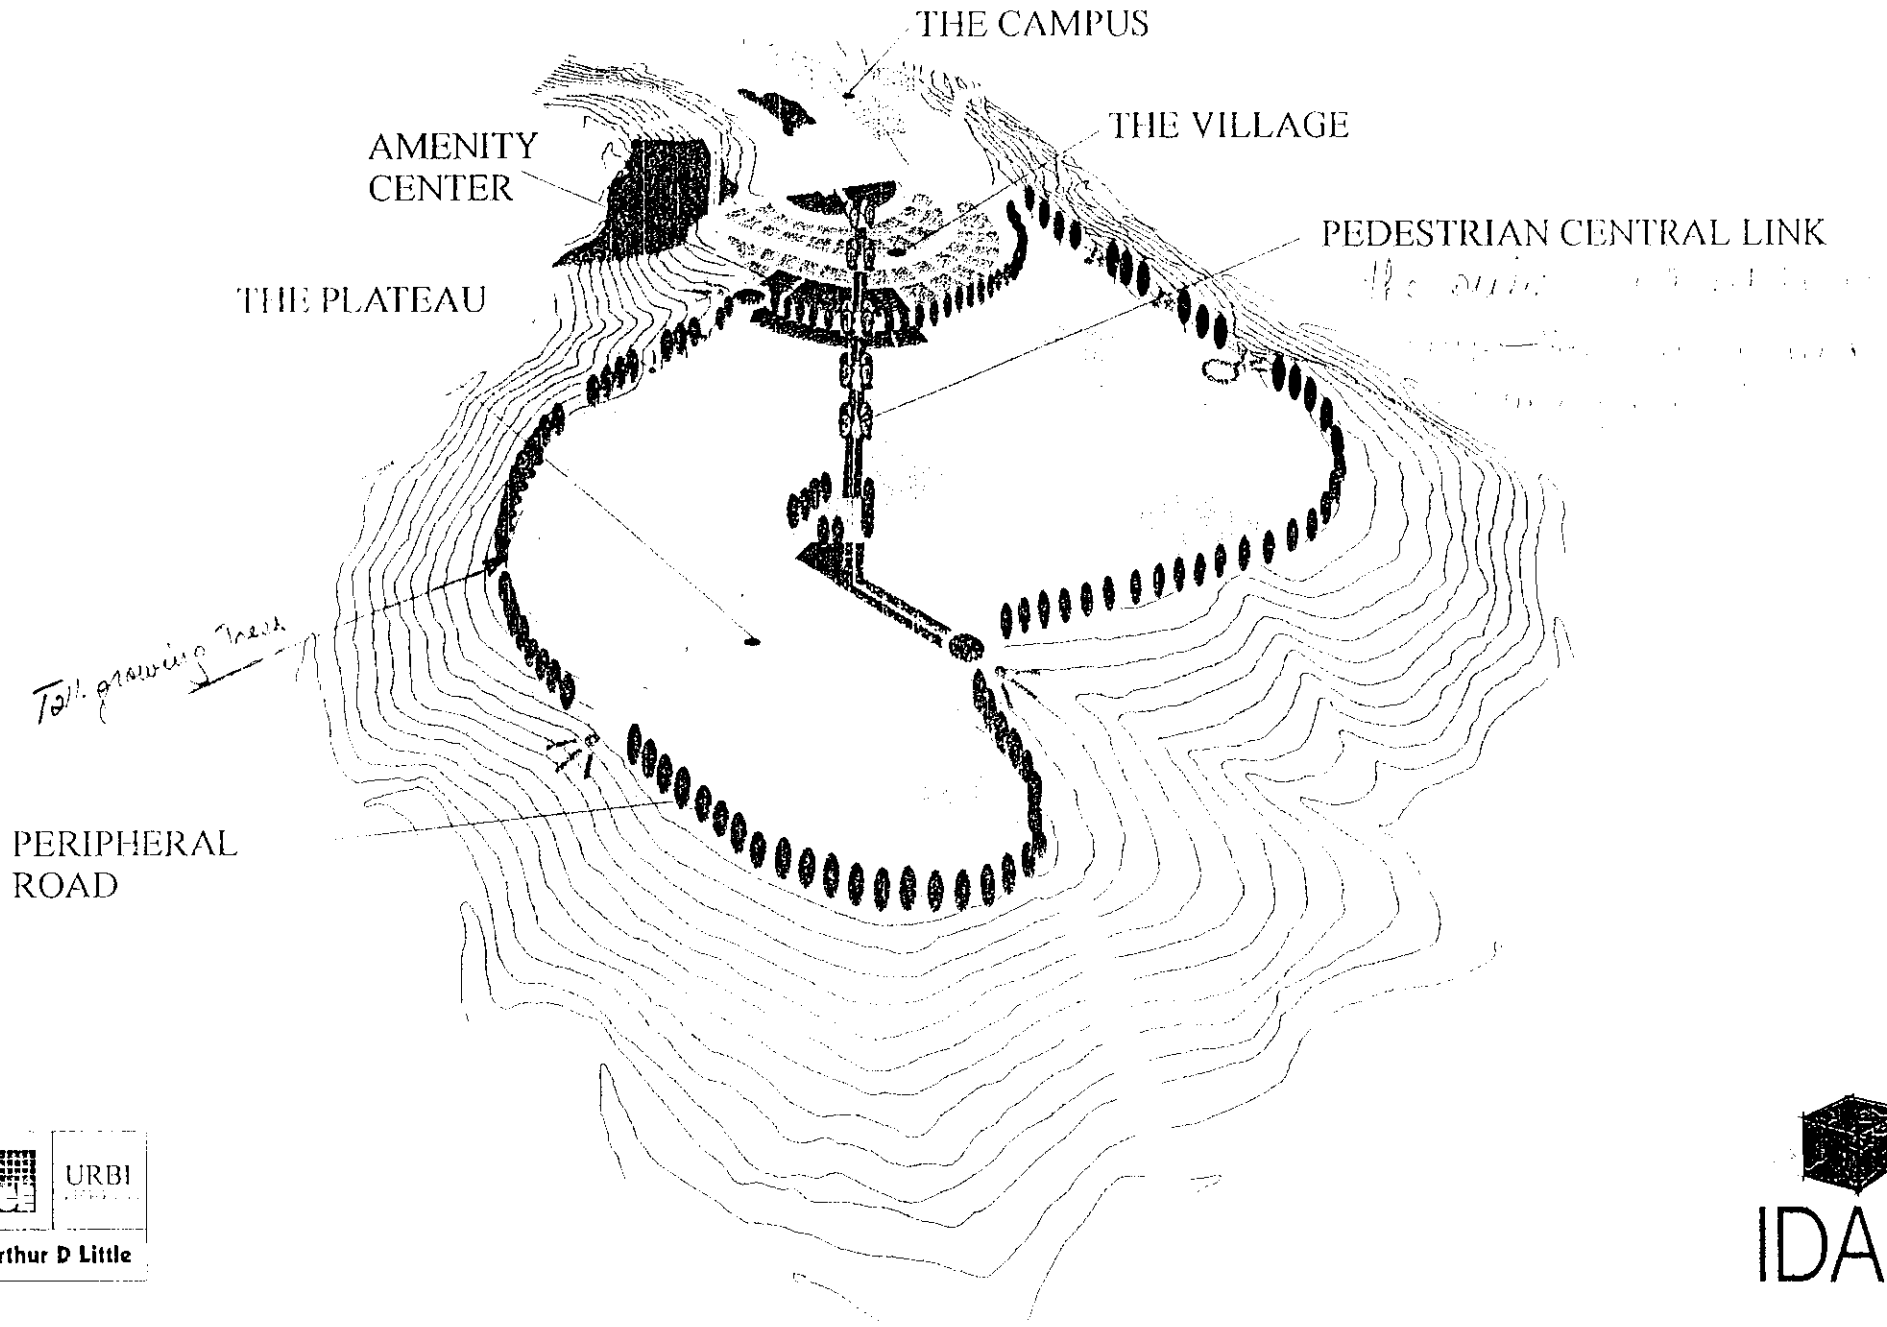 THE CAMPUS
THE VILLAGE
AMENITY
CENTER
PEDESTRIAN CENTRAL LINK
the
THE PLATEAU
Tall growing Trees
PERIPHERAL
ROAD
URBI
rthur D Little
IDA